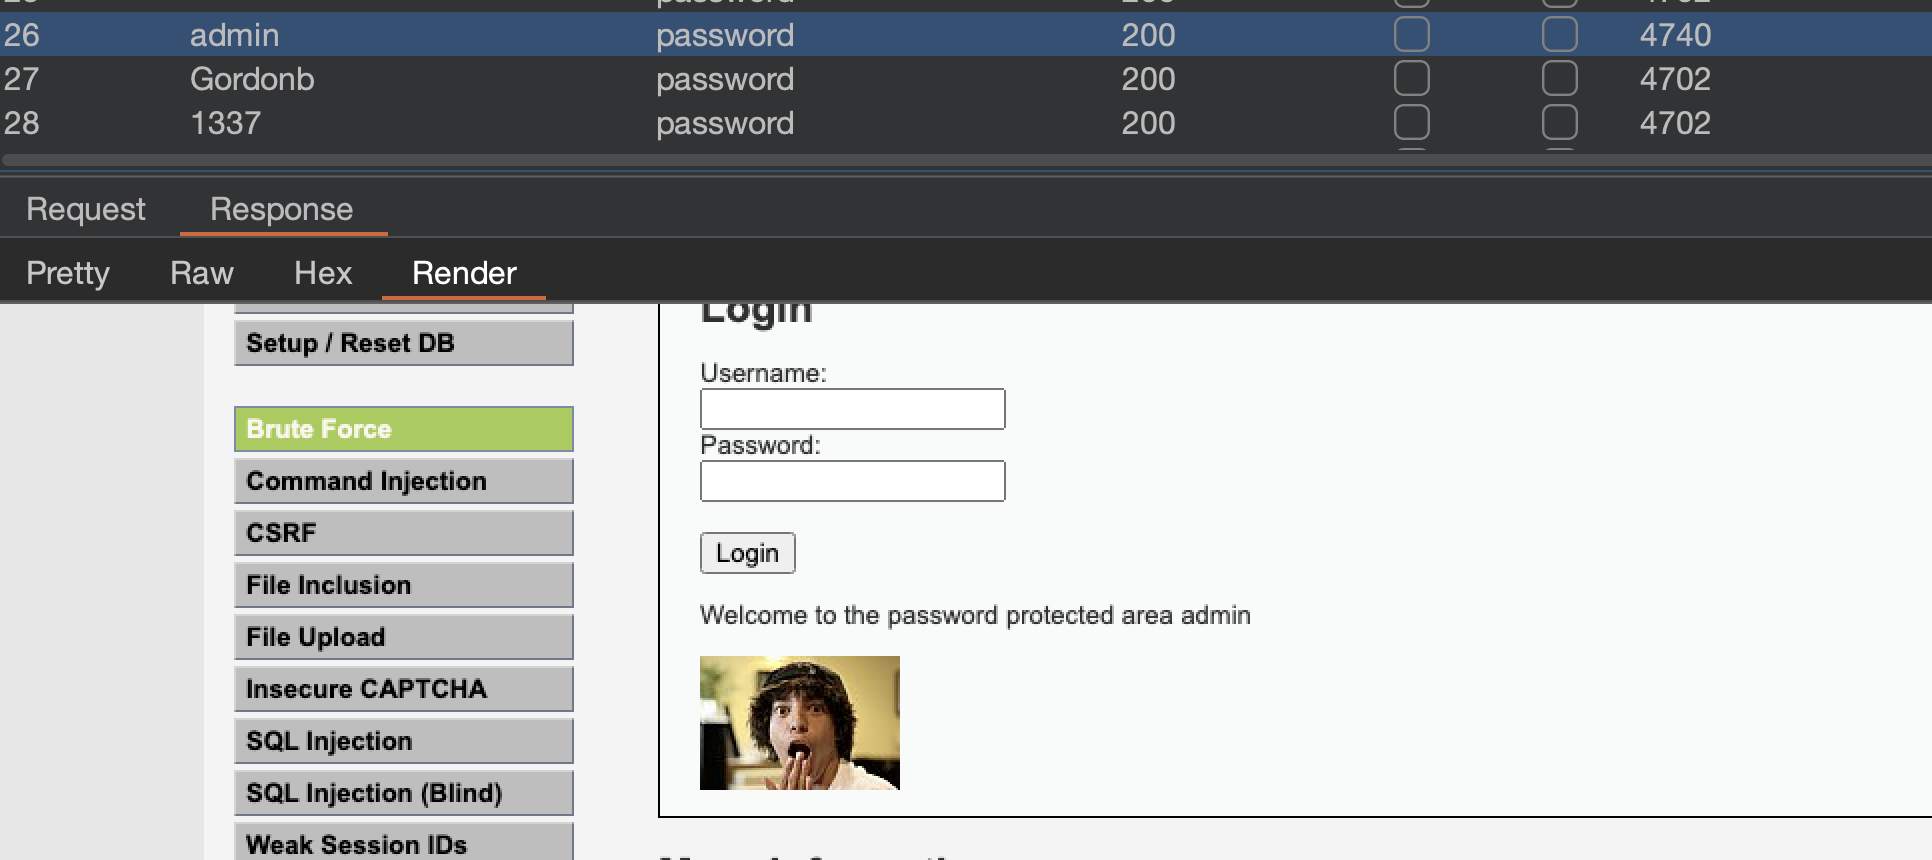 26 admin password 200 4740
27 Gordonb password 200 4702
28 1337 password 200 4702
Request Response
Pretty Raw Hex Render
Login
Setup / Reset DB
Username:
Brute Force
Password:
Command Injection
CSRF
Login
File Inclusion
Welcome to the password protected area admin
File Upload
Insecure CAPTCHA
SQL Injection
SQL Injection (Blind)
Weak Session IDs